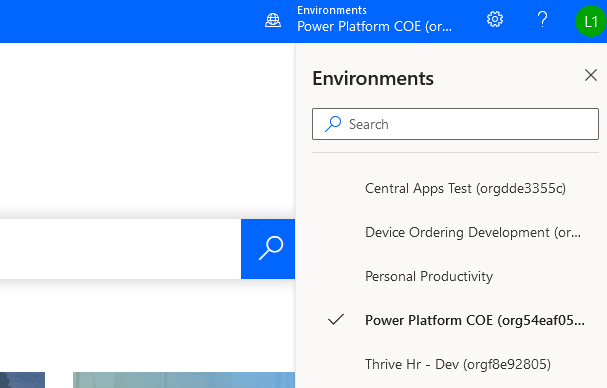 Environments
Power Platform COE (or...
?
L1
Environments
Search
Central Apps Test (orgdde3355c)
Device Ordering Development (or...
Personal Productivity
Power Platform COE (org54eaf05...
Thrive Hr - Dev (orgf8e92805)